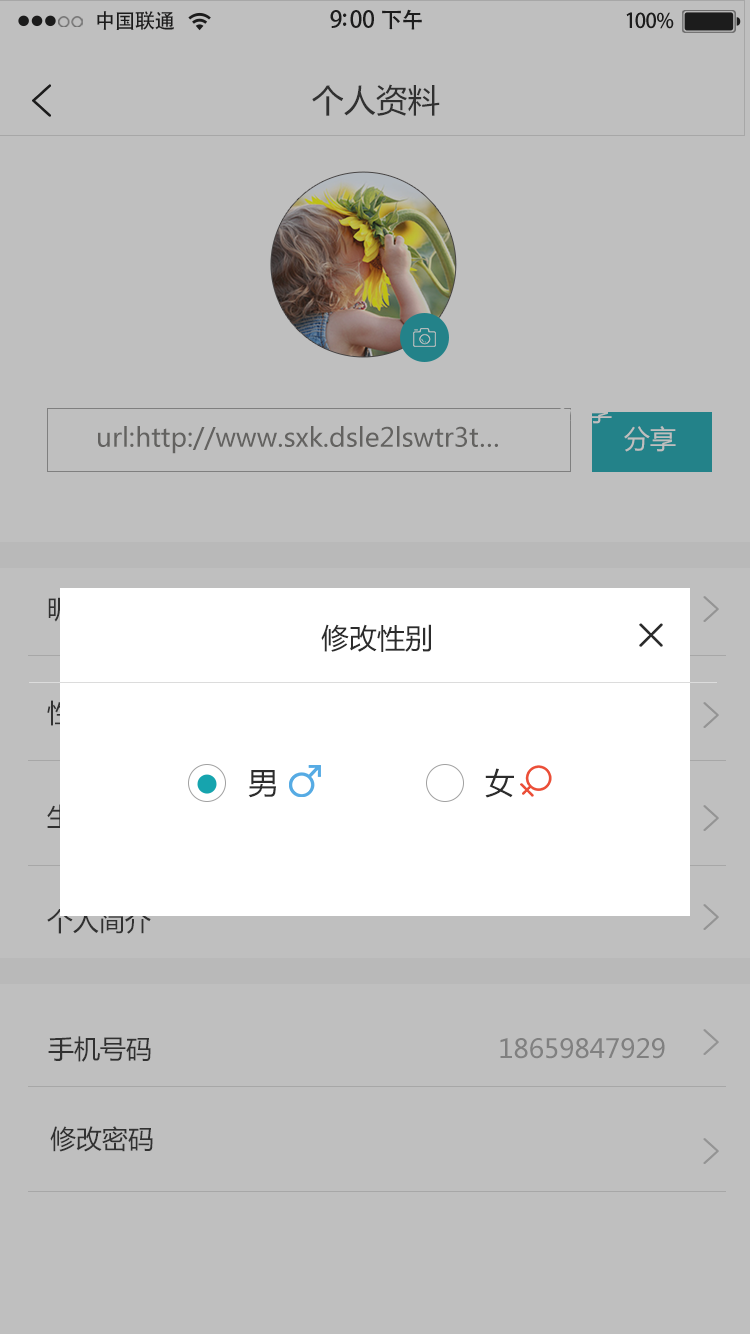 中国联通 9:00 下午 100%
个人资料
url:http://www.sxk.dsle2lswtr3t... 分享
修改性别
男 女
个人简介
手机号码 18659847929
修改密码